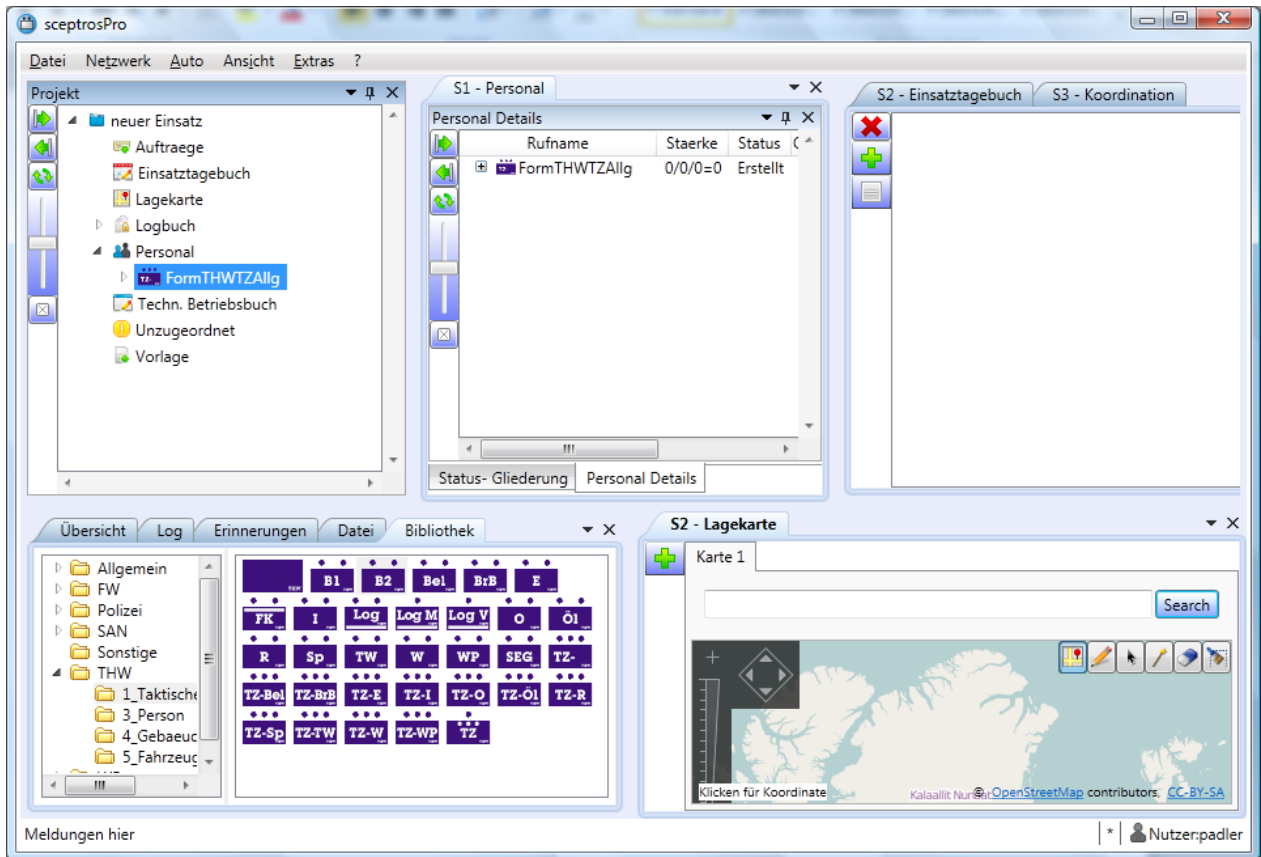 sceptrosPro
Datei Netzwerk Auto Ansicht Extras ?
Projekt
neuer Einsatz
Auftraege
Einsatztagebuch
Lagekarte
Logbuch
Personal
TZ-
FormTHWTZAllg
Techn. Betriebsbuch
Unzugeordnet
Vorlage
S1 - Personal
Personal Details
Rufname Staerke Status
FormTHWTZAllg 0/0/0=0 Erstellt
Status- Gliederung Personal Details
S2 - Einsatztagebuch S3 - Koordination
Übersicht Log Erinnerungen Datei Bibliothek
Allgemein
FW
Polizei
SAN
Sonstige
THW
1_Taktische
3_Person
4_Gebaeud
5_Fahrzeug
THW B1 B2 Bel BrB E
FK I Log Log M Log V O Öl
R Sp TW W WP SEG TZ-
TZ-Bel TZ-BrB TZ-E TZ-I TZ-O TZ-Öl TZ-R
TZ-Sp TZ-TW TZ-W TZ-WP TZ
S2 - Lagekarte
Karte 1
Search
Klicken für Koordinate
Kalaallit Nunaat
© OpenStreetMap contributors, CC-BY-SA
Meldungen hier
* Nutzer:padler